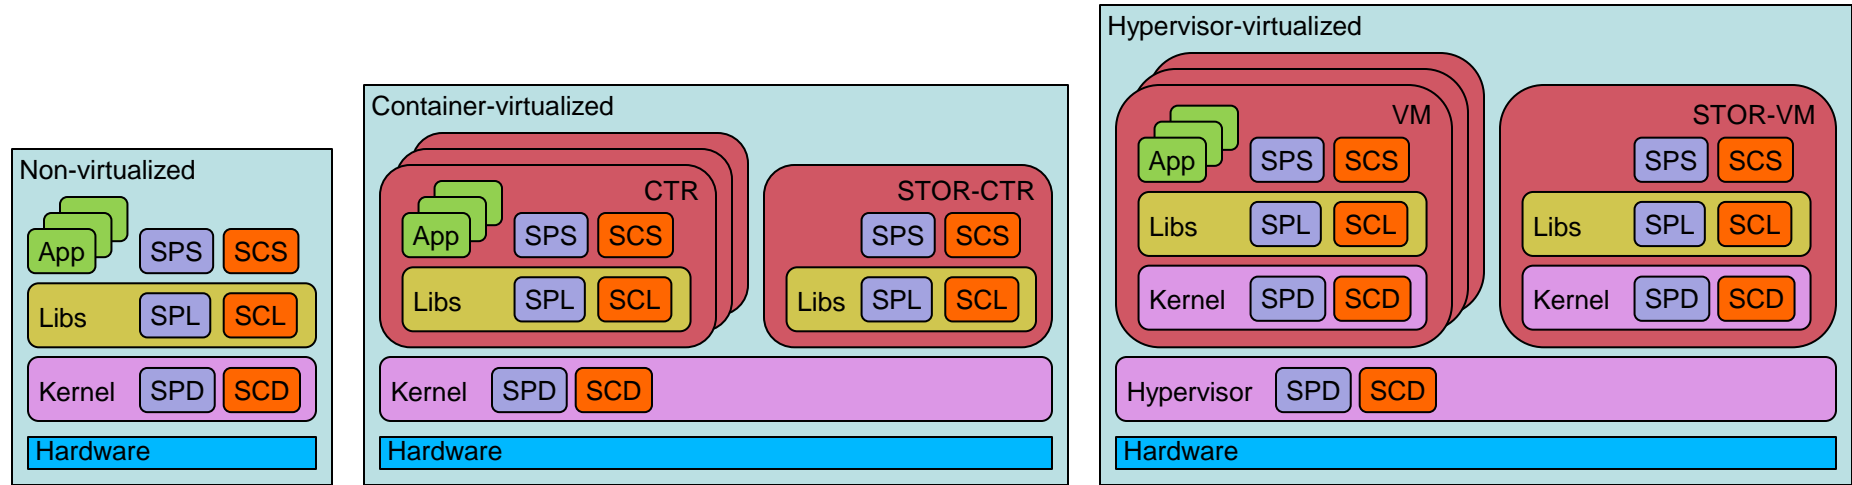 Non-virtualized
App SPS SCS
Libs SPL SCL
Kernel SPD SCD
Hardware
Container-virtualized
CTR
App SPS SCS
Libs SPL SCL
STOR-CTR
SPS SCS
Libs SPL SCL
Kernel SPD SCD
Hardware
Hypervisor-virtualized
VM
App SPS SCS
Libs SPL SCL
Kernel SPD SCD
STOR-VM
SPS SCS
Libs SPL SCL
Kernel SPD SCD
Hypervisor SPD SCD
Hardware